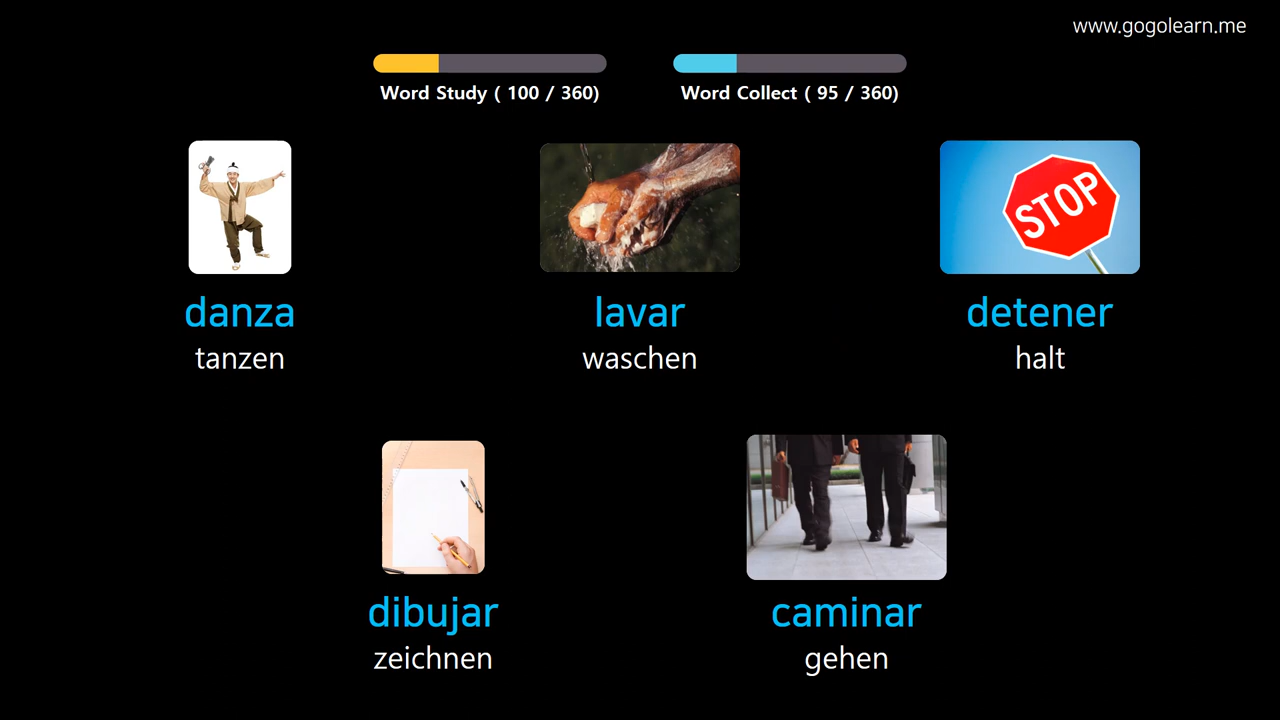 www.gogolearn.me
Word Study ( 100 / 360)
Word Collect ( 95 / 360)
STOP
danza
lavar
detener
tanzen
waschen
halt
dibujar
caminar
zeichnen
gehen